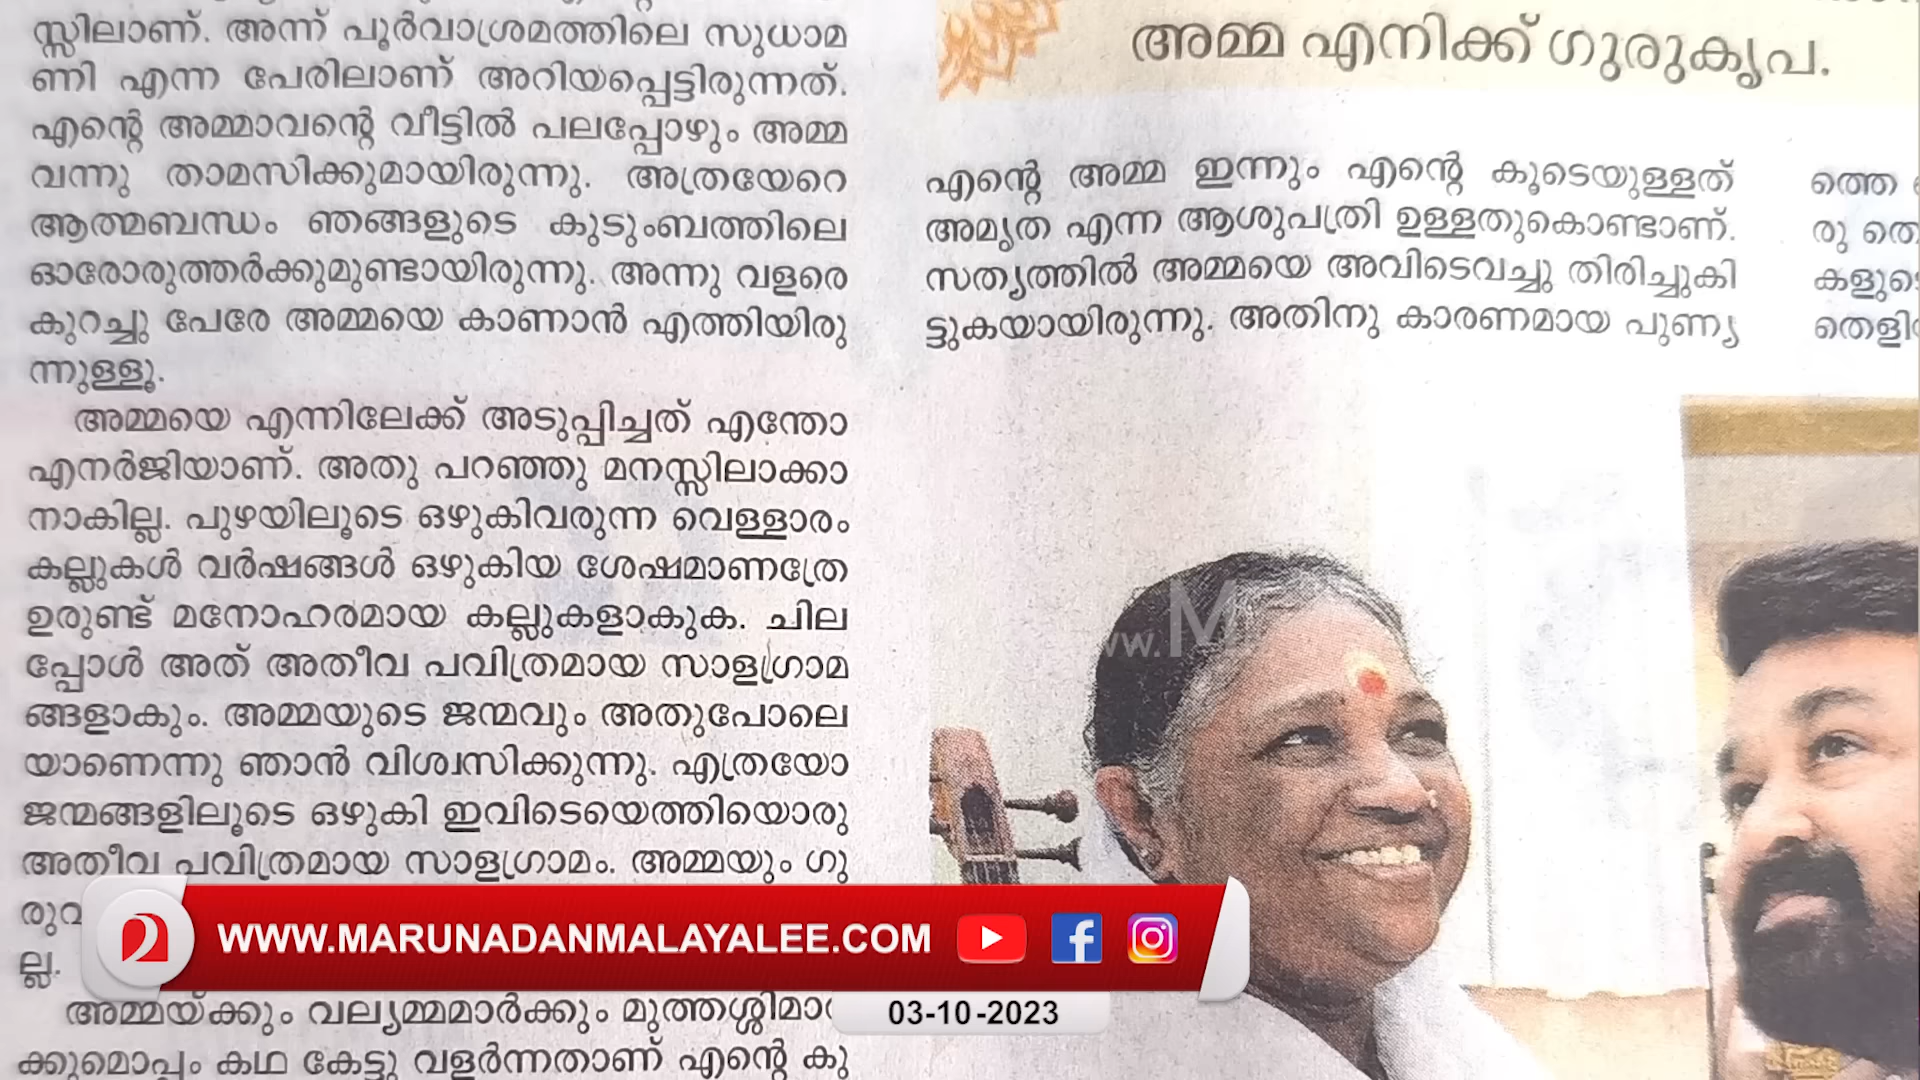 സ്സിലാണ്. അന്ന് പൂർവാശ്രമത്തിലെ സുധാമ
ണി എന്ന പേരിലാണ് അറിയപ്പെട്ടിരുന്നത്.
എന്റെ അമ്മാവന്റെ വീട്ടിൽ പലപ്പോഴും അമ്മ
വന്നു താമസിക്കുമായിരുന്നു. അത്രയേറെ
ആത്മബന്ധം ഞങ്ങളുടെ കുടുംബത്തിലെ
ഓരോരുത്തർക്കുമുണ്ടായിരുന്നു. അന്നു വളരെ
കുറച്ചു പേരേ അമ്മയെ കാണാൻ എത്തിയിരു
ന്നുള്ളൂ.
അമ്മയെ എന്നിലേക്ക് അടുപ്പിച്ചത് എന്തോ
എനർജിയാണ്. അതു പറഞ്ഞു മനസ്സിലാക്കാ
നാകില്ല. പുഴയിലൂടെ ഒഴുകിവരുന്ന വെള്ളാരം
കല്ലുകൾ വർഷങ്ങൾ ഒഴുകിയ ശേഷമാണത്രേ
ഉരുണ്ട് മനോഹരമായ കല്ലുകളാകുക. ചില
പ്പോൾ അത് അതീവ പവിത്രമായ സാളഗ്രാമ
ങ്ങളാകും. അമ്മയുടെ ജന്മവും അതുപോലെ
യാണെന്നു ഞാൻ വിശ്വസിക്കുന്നു. എത്രയോ
ജന്മങ്ങളിലൂടെ ഒഴുകി ഇവിടെയെത്തിയൊരു
അതീവ പവിത്രമായ സാളഗ്രാമം. അമ്മയും ഗു
ല്ല.
അമ്മയ്ക്കും വല്യമ്മമാർക്കും
ക്കുമൊപ്പം കഥ കേട്ടു വളർന്നതാണ് എന്റെ കു
അമ്മ എനിക്ക് ഗുരുകൃപ.
എന്റെ അമ്മ ഇന്നും എന്റെ കൂടെയുള്ളത്
അമൃത എന്ന ആശുപത്രി ഉള്ളതുകൊണ്ടാണ്.
സത്യത്തിൽ അമ്മയെ അവിടെവച്ചു തിരിച്ചുകി
ട്ടുകയായിരുന്നു. അതിനു കാരണമായ പുണ്യ
ത്തെ
രു തെ
കളുടെ
WWW.MARUNADANMALAYALEE.COM
03-10-2023